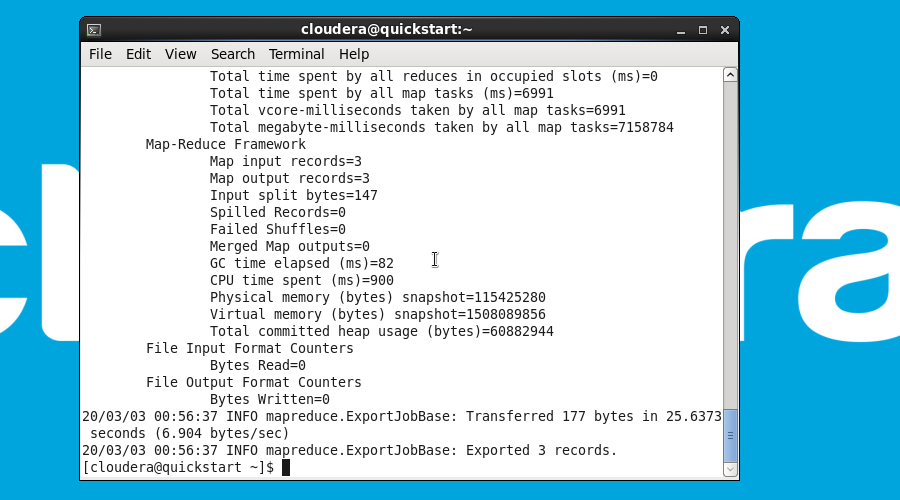 cloudera@quickstart:~
File Edit View Search Terminal Help
Total time spent by all reduces in occupied slots (ms)=0
Total time spent by all map tasks (ms)=6991
Total vcore-milliseconds taken by all map tasks=6991
Total megabyte-milliseconds taken by all map tasks=7158784
Map-Reduce Framework
Map input records=3
Map output records=3
Input split bytes=147
Spilled Records=0
Failed Shuffles=0
Merged Map outputs=0
GC time elapsed (ms)=82
CPU time spent (ms)=900
Physical memory (bytes) snapshot=115425280
Virtual memory (bytes) snapshot=1508089856
Total committed heap usage (bytes)=60882944
File Input Format Counters
Bytes Read=0
File Output Format Counters
Bytes Written=0
20/03/03 00:56:37 INFO mapreduce.ExportJobBase: Transferred 177 bytes in 25.6373
seconds (6.904 bytes/sec)
20/03/03 00:56:37 INFO mapreduce.ExportJobBase: Exported 3 records.
[cloudera@quickstart ~]$